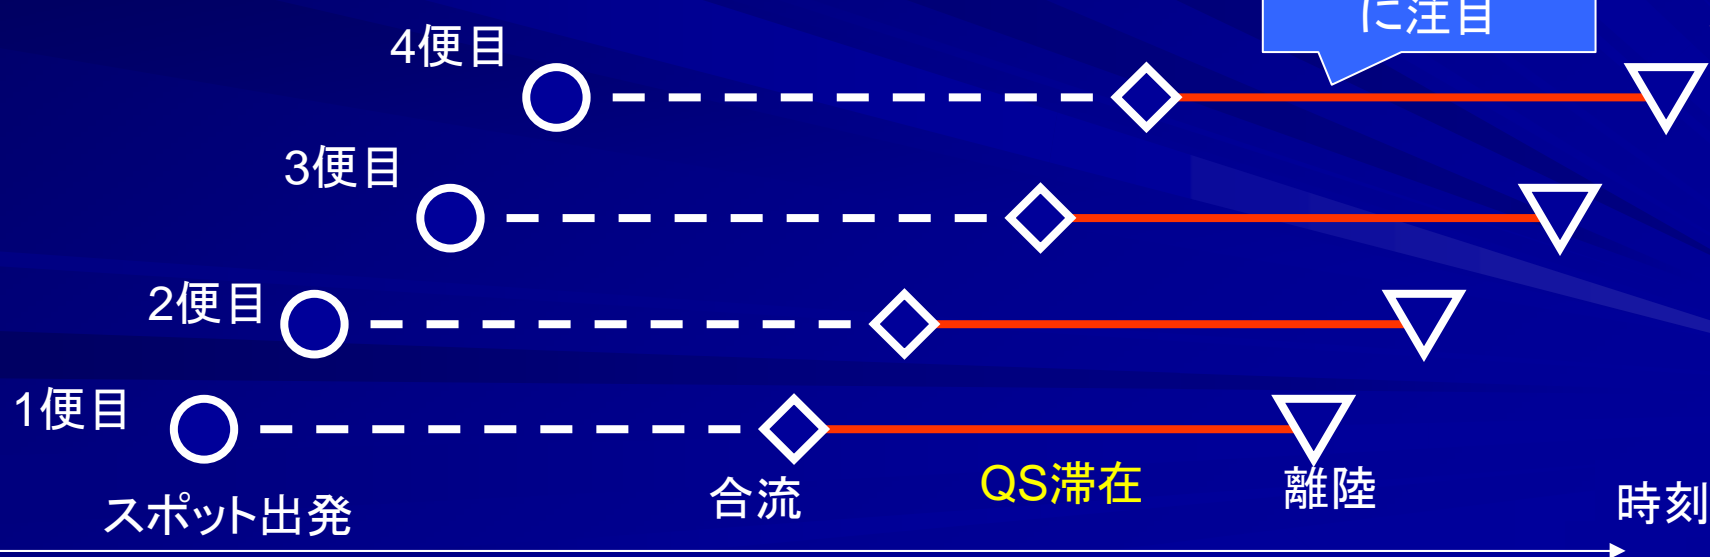 に注目
4便目
3便目
2便目
1便目
スポット出発
合流
QS滞在
離陸
時刻